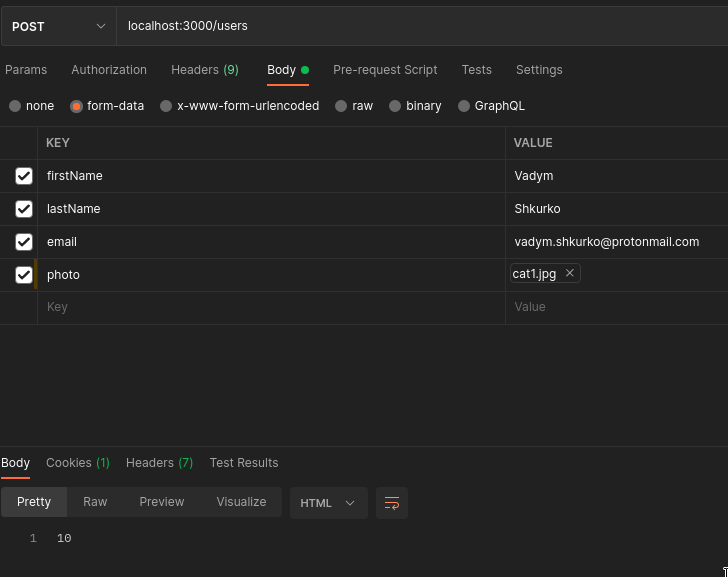 POST localhost:3000/users
Params Authorization Headers (9) Body Pre-request Script Tests Settings
none form-data x-www-form-urlencoded raw binary GraphQL
KEY VALUE
firstName Vadym
lastName Shkurko
email vadym.shkurko@protonmail.com
photo cat1.jpg
Key Value
Body Cookies (1) Headers (7) Test Results
Pretty Raw Preview Visualize HTML
1 10